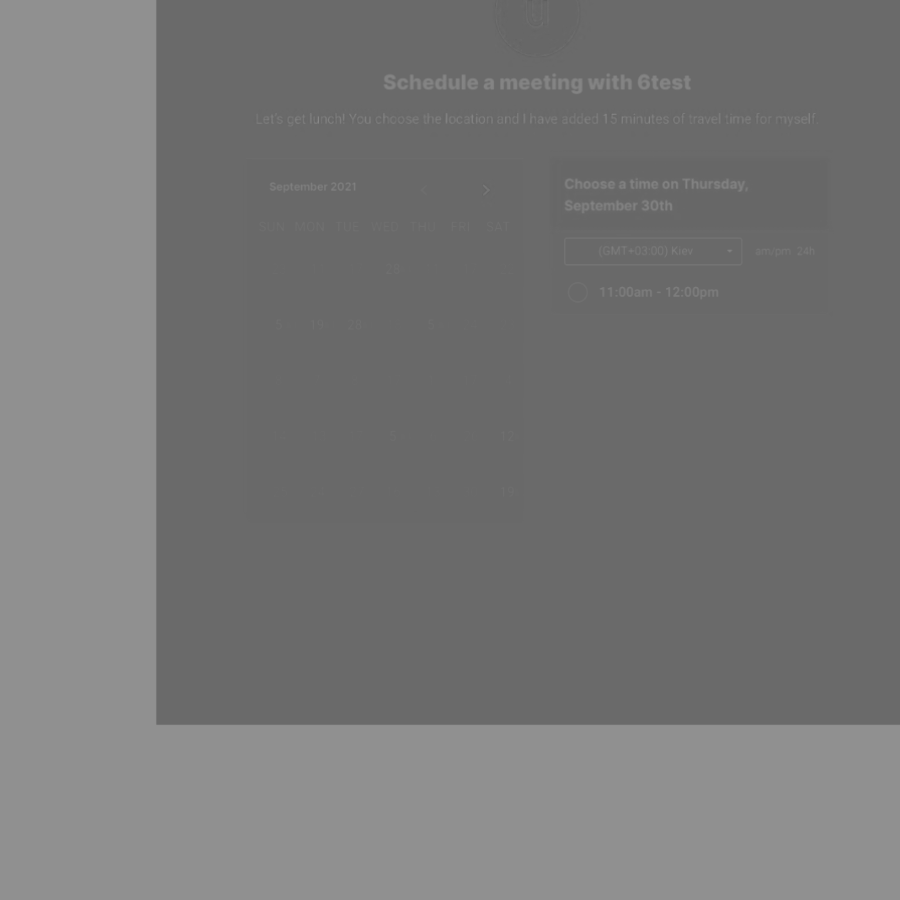 Schedule a meeting with 6test
Let's get lunch! You choose the location and I have added 15 minutes of travel time for myself.
September 2021
SUN MON TUE WED THU FRI SAT
Choose a time on Thursday,
September 30th
(GMT+03:00) Kiev
am/pm 24h
11:00am - 12:00pm